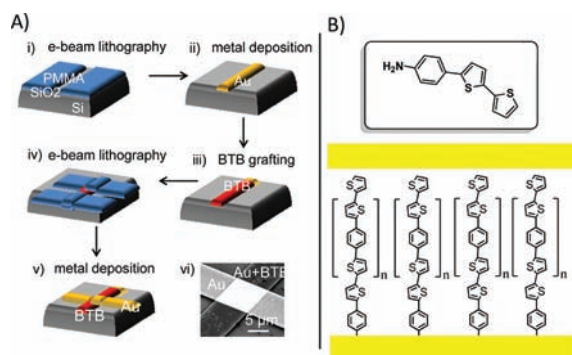 A)
i) e-beam lithography
PMMA
SiO2
Si
ii) metal deposition
Au
iii) BTB grafting
BTB
iv) e-beam lithography
v) metal deposition
BTB
Au
vi)
Au+BTB
Au
5 µm
B)
H₂N
S
S
S S S S
S S S S
[ ]n [ ]n [ ]n [ ]n
S S S S
S S S S